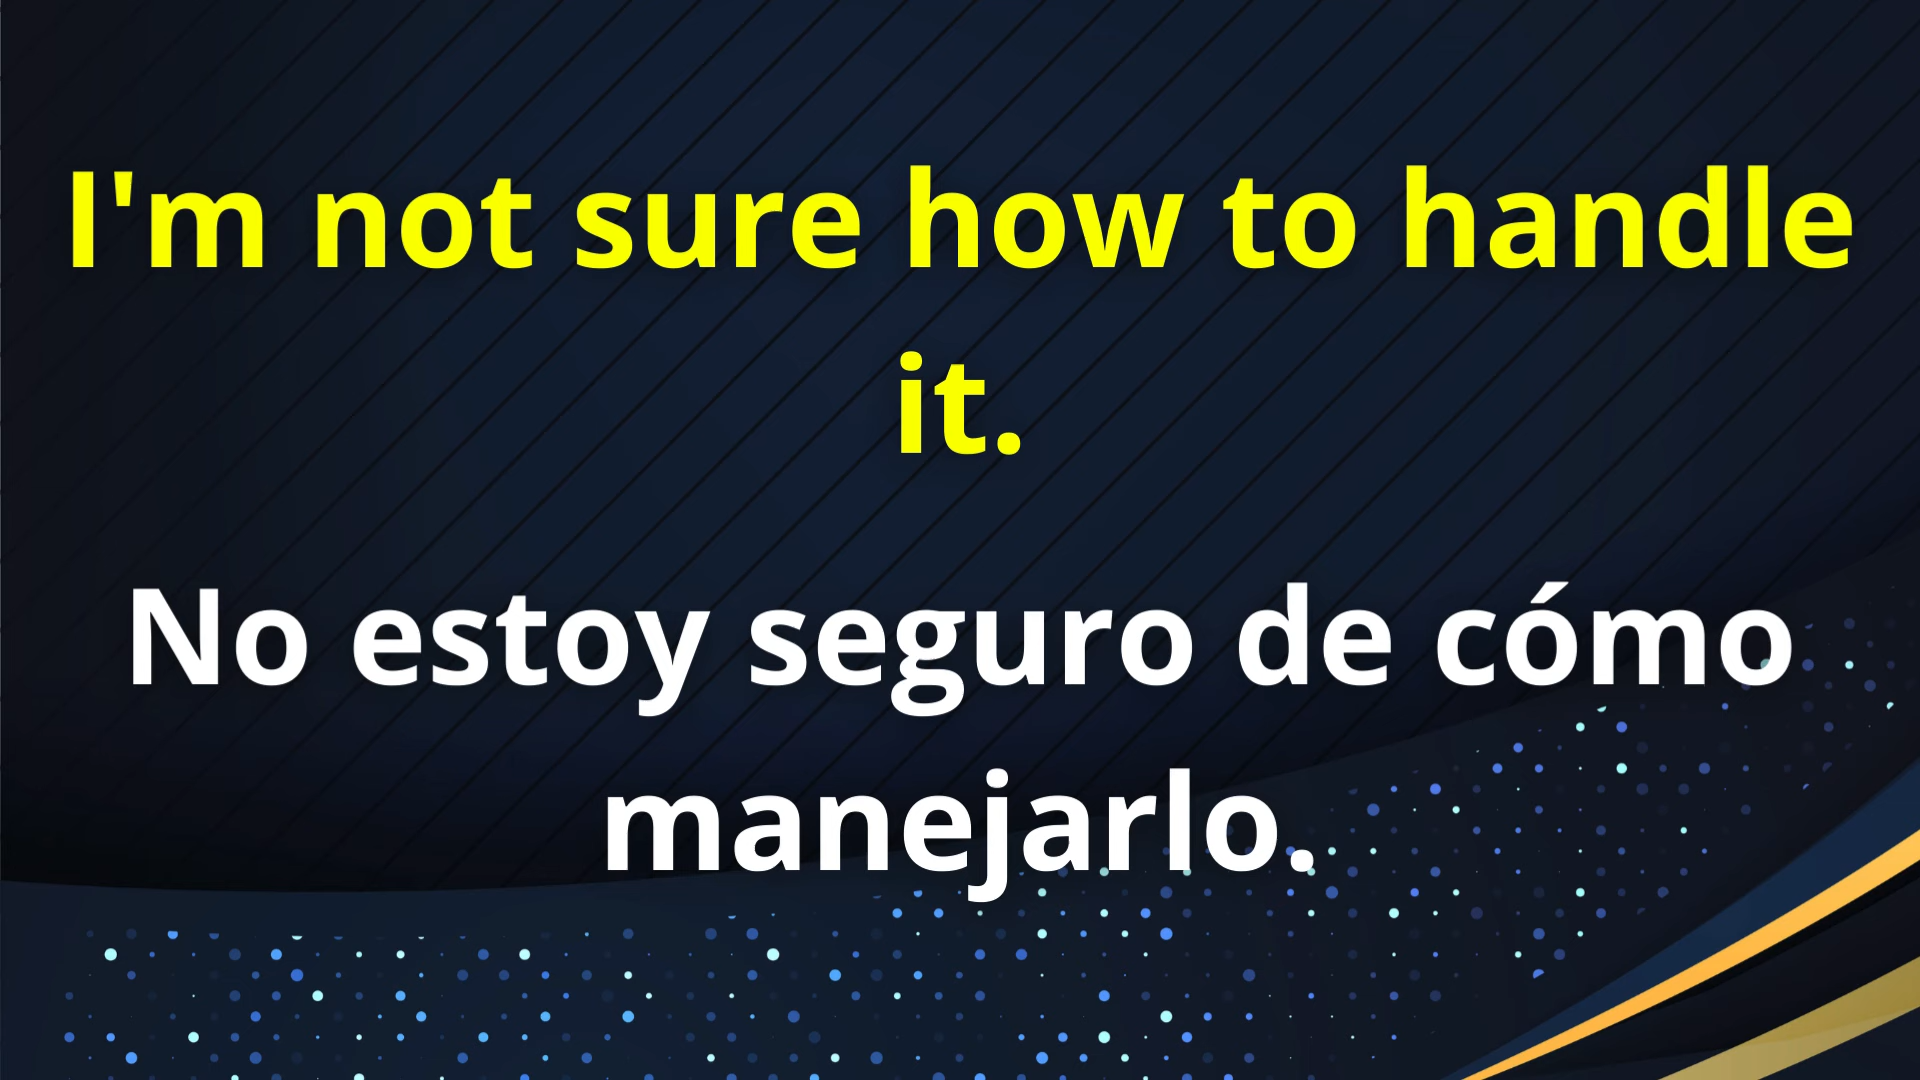 I'm not sure how to handle
it.
No estoy seguro de cómo
manejarlo.